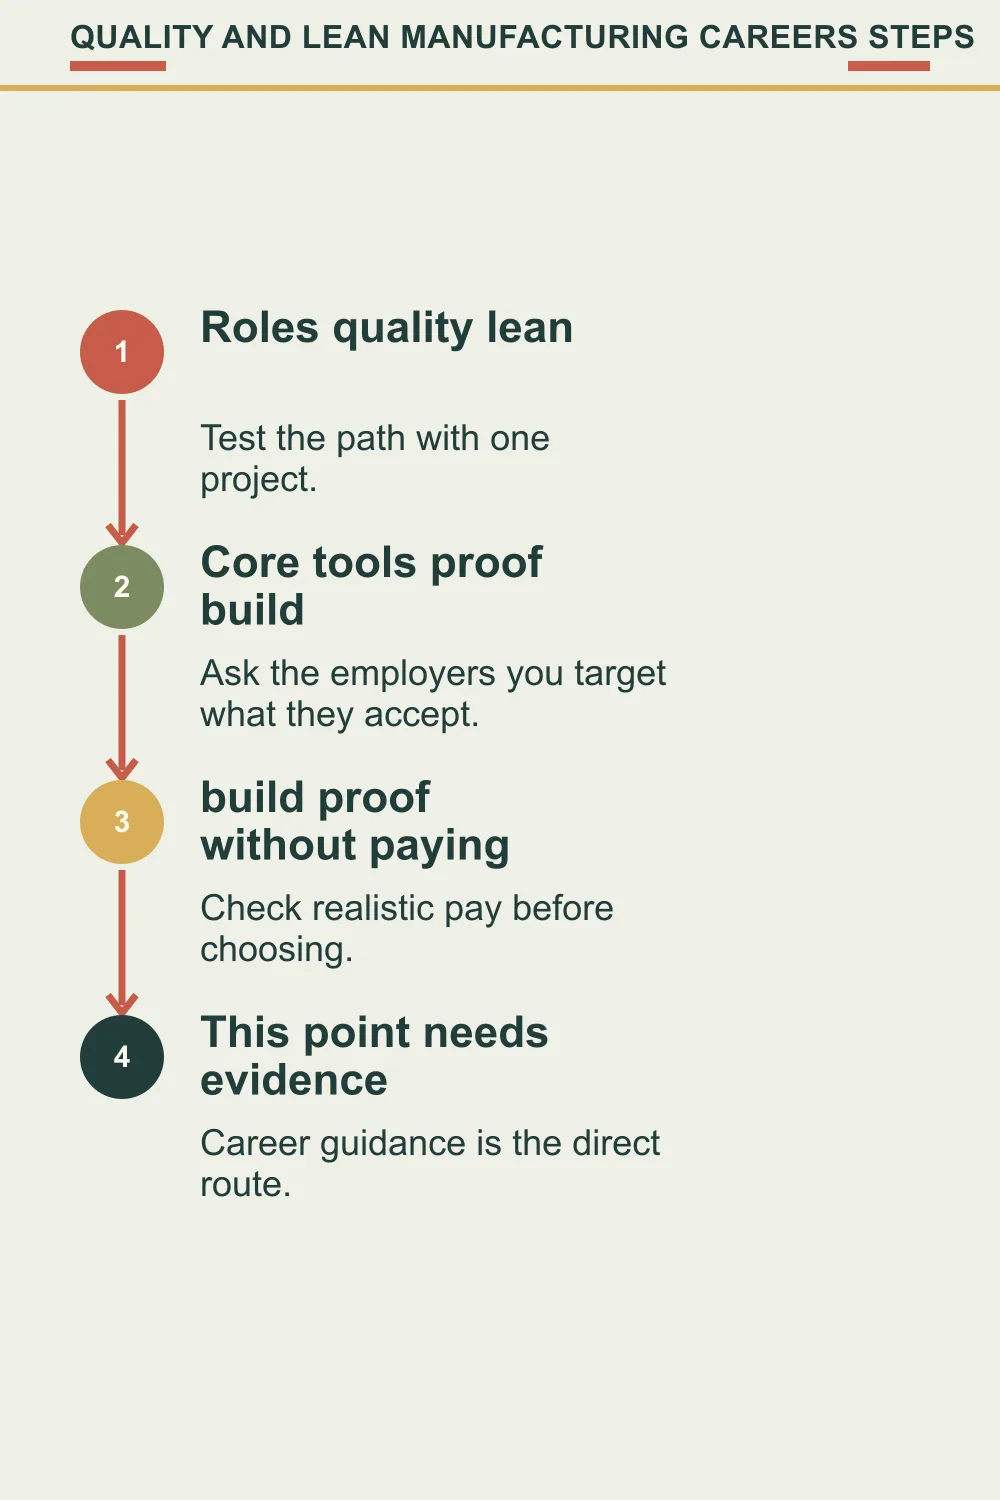 QUALITY AND LEAN MANUFACTURING CAREERS STEPS
1
Roles quality lean
Test the path with one
project.
2
Core tools proof
build
Ask the employers you target
what they accept.
3
build proof
without paying
Check realistic pay before
choosing.
4
This point needs
evidence
Career guidance is the direct
route.